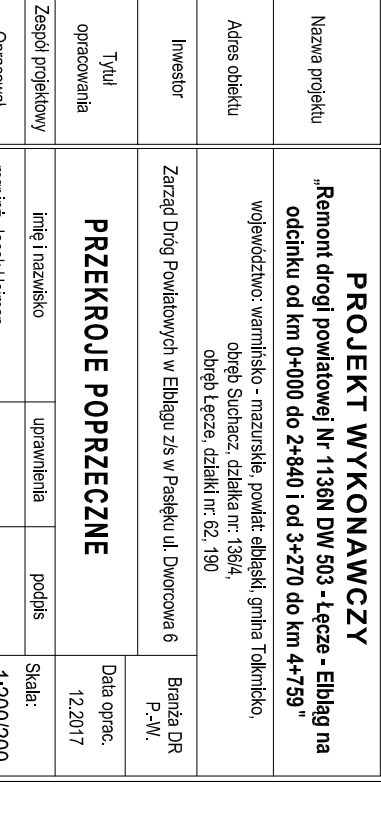 PROJEKT WYKONAWCZY
Nazwa projektu
„Remont drogi powiatowej Nr 1136N DW 503 - Łęcze - Elbląg na
odcinku od km 0+000 do 2+840 i od 3+270 do km 4+759"
Adres obiektu
województwo: warmińsko - mazurskie, powiat: elbląski, gmina Tolkmicko,
obręb Suchacz, działka nr: 136/4,
obręb Łęcze, działki nr: 62, 190
Inwestor
Zarząd Dróg Powiatowych w Elblągu z/s w Pasłęku ul. Dworcowa 6
Branża DR
P.-W.
Tytuł
opracowania
PRZEKROJE POPRZECZNE
Data oprac.
12.2017
Zespół projektowy
imię i nazwisko
uprawnienia
podpis
Skala:
1:200/200